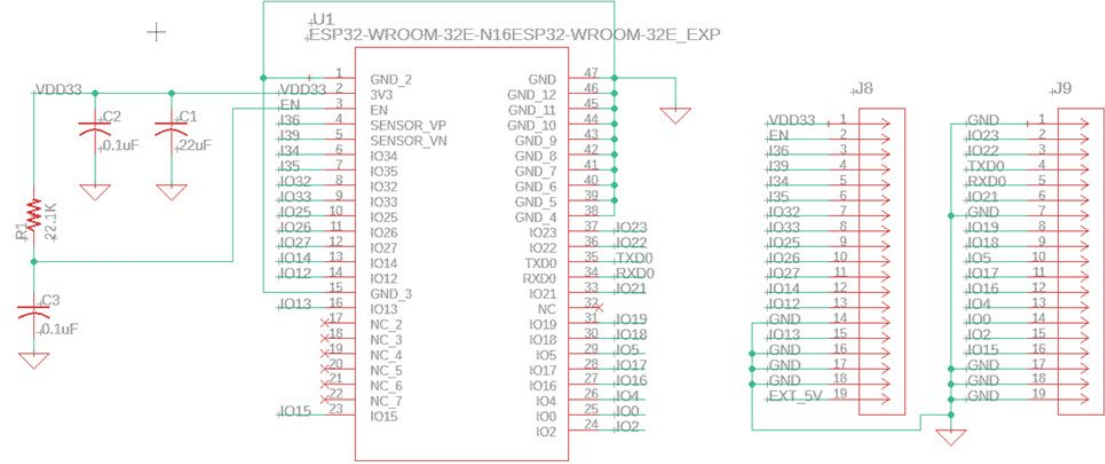 U1
ESP32-WROOM-32E-N16ESP32-WROOM-32E_EXP
VDD33
C2
0.1uF
C1
22uF
R1
22.1K
C3
0.1uF
1 GND_2
VDD33 2 3V3
EN 3 EN
I36 4 SENSOR_VP
I39 5 SENSOR_VN
I34 6 IO34
I35 7 IO35
IO32 8 IO32
IO33 9 IO33
IO25 10 IO25
IO26 11 IO26
IO27 12 IO27
IO14 13 IO14
IO12 14 IO12
15 GND_3
IO13 16 IO13
17 NC_2
18 NC_3
19 NC_4
20 NC_5
21 NC_6
22 NC_7
IO15 23 IO15
GND 47
GND_12 46
GND_11 45
GND_10 44
GND_9 43
GND_8 42
GND_7 41
GND_6 40
GND_5 39
GND_4 38
IO23 37 IO23
IO22 36 IO22
TXD0 35 TXD0
RXD0 34 RXD0
IO21 33 IO21
NC 32
IO19 31 IO19
IO18 30 IO18
IO5 29 IO5
IO17 28 IO17
IO16 27 IO16
IO4 26 IO4
IO0 25 IO0
IO2 24 IO2
J8
VDD33 1
EN 2
I36 3
I39 4
I34 5
I35 6
IO32 7
IO33 8
IO25 9
IO26 10
IO27 11
IO14 12
IO12 13
GND 14
IO13 15
GND 16
GND 17
GND 18
EXT_5V 19
J9
GND 1
IO23 2
IO22 3
TXD0 4
RXD0 5
IO21 6
GND 7
IO19 8
IO18 9
IO5 10
IO17 11
IO16 12
IO4 13
IO0 14
IO2 15
IO15 16
GND 17
GND 18
GND 19